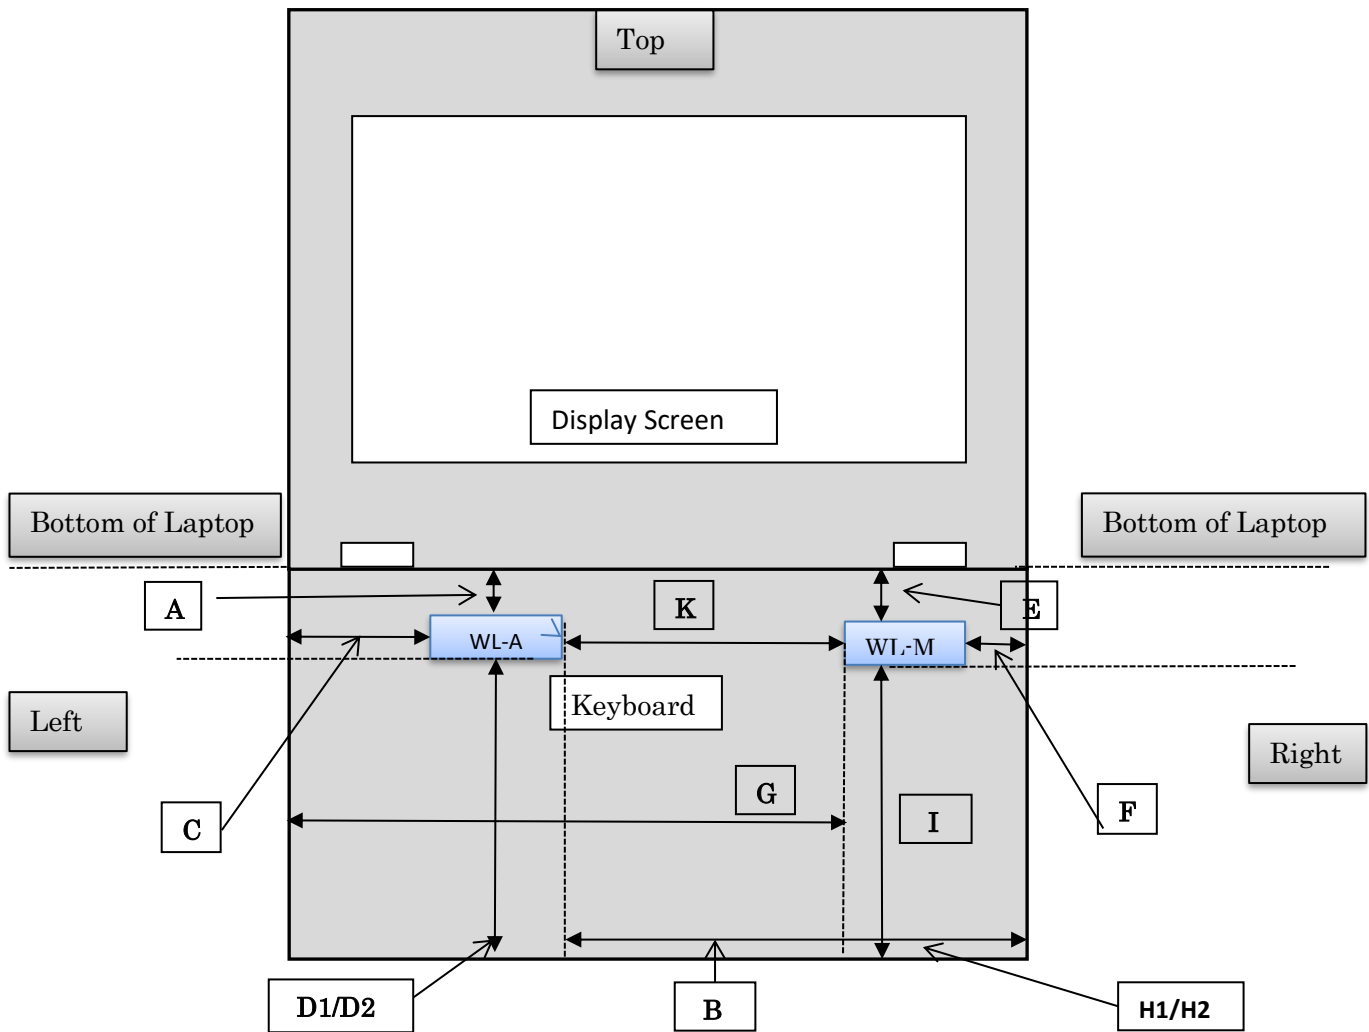 Top
Display Screen
Bottom of Laptop
Bottom of Laptop
A
K
E
WL-A
WL-M
Left
Keyboard
Right
G
C
I
F
D1/D2
B
H1/H2